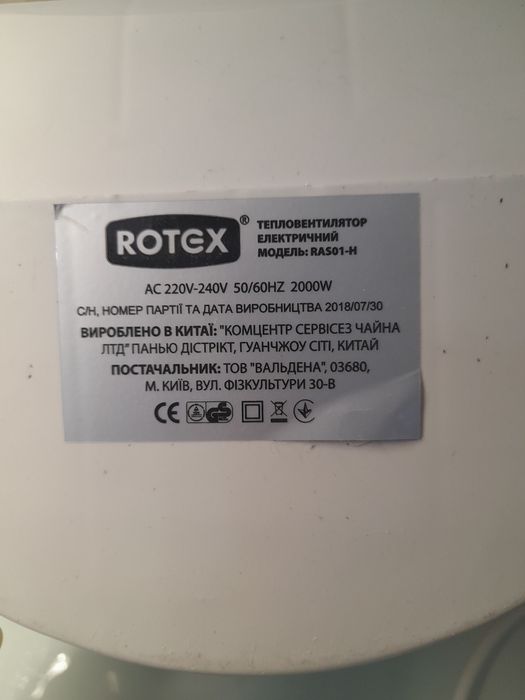 ROTEX®
ТЕПЛОВЕНТИЛЯТОР
ЕЛЕКТРИЧНИЙ
МОДЕЛЬ: RAS01-H
AC 220V-240V 50/60HZ 2000W
С/Н, НОМЕР ПАРТІЇ ТА ДАТА ВИРОБНИЦТВА 2018/07/30
ВИРОБЛЕНО В КИТАЇ: "КОМЦЕНТР СЕРВІСЕЗ ЧАЙНА
ЛТД" ПАНЬЮ ДІСТРІКТ, ГУАНЧЖОУ СІТІ, КИТАЙ
ПОСТАЧАЛЬНИК: ТОВ "ВАЛЬДЕНА", 03680,
М. КИЇВ, ВУЛ. ФІЗКУЛЬТУРИ 30-В
CE